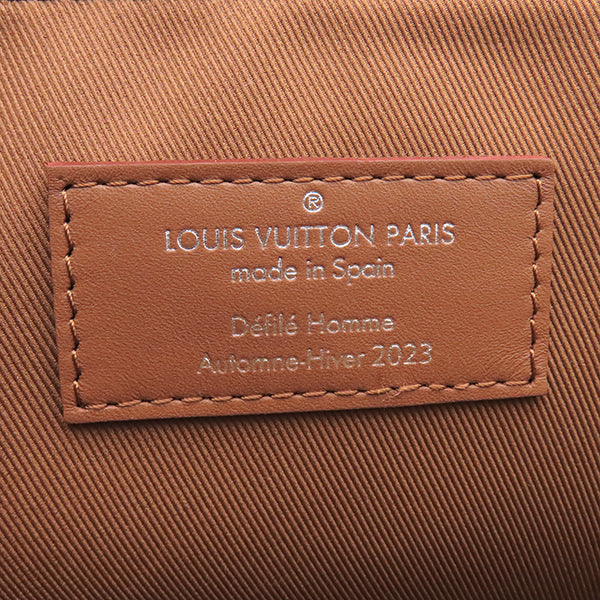 ®
LOUIS VUITTON PARIS
made in Spain
Défilé Homme
Automne-Hiver 2023